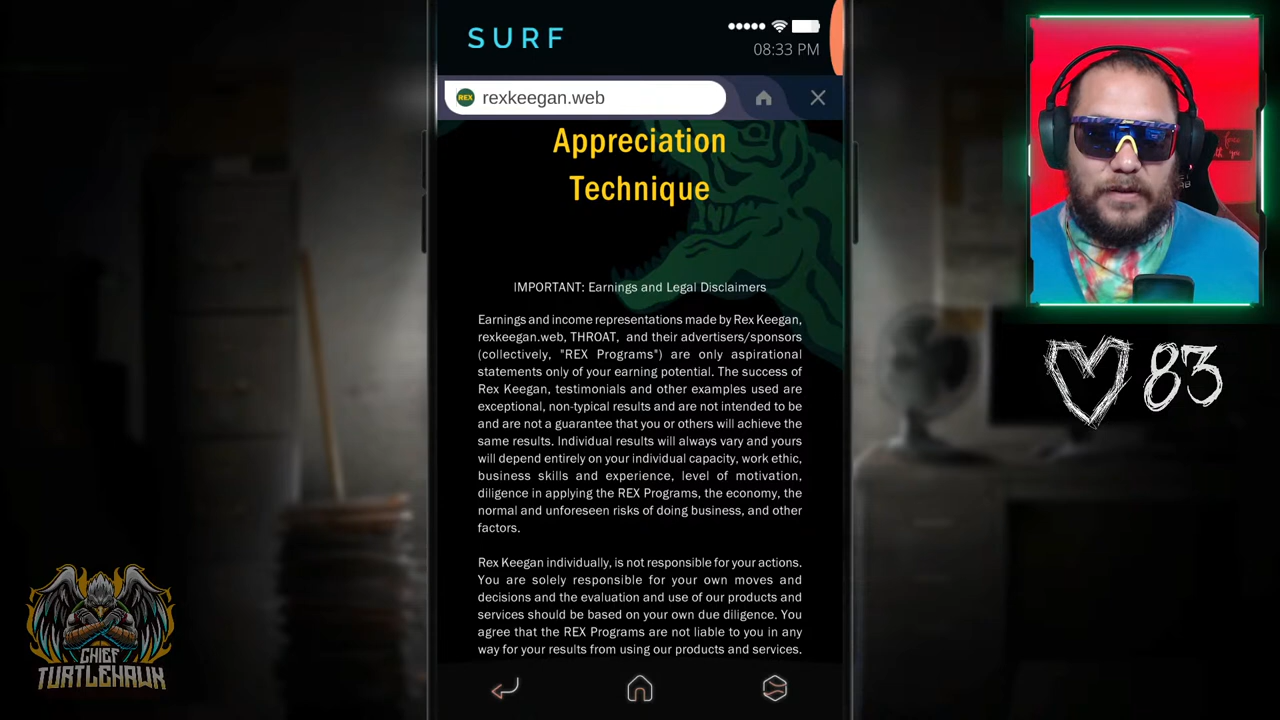 SURF
08:33 PM
REX
rexkeegan.web
Appreciation
Technique
IMPORTANT: Earnings and Legal Disclaimers
Earnings and income representations made by Rex Keegan,
rexkeegan.web, THROAT, and their advertisers/sponsors
(collectively, "REX Programs") are only aspirational
statements only of your earning potential. The success of
Rex Keegan, testimonials and other examples used are
exceptional, non-typical results and are not intended to be
and are not a guarantee that you or others will achieve the
same results. Individual results will always vary and yours
will depend entirely on your individual capacity, work ethic,
business skills and experience, level of motivation,
diligence in applying the REX Programs, the economy, the
normal and unforeseen risks of doing business, and other
factors.
Rex Keegan individually, is not responsible for your actions.
You are solely responsible for your own moves and
decisions and the evaluation and use of our products and
services should be based on your own due diligence. You
agree that the REX Programs are not liable to you in any
way for your results from using our products and services.
83
CHIEF
TURTLEHAWK